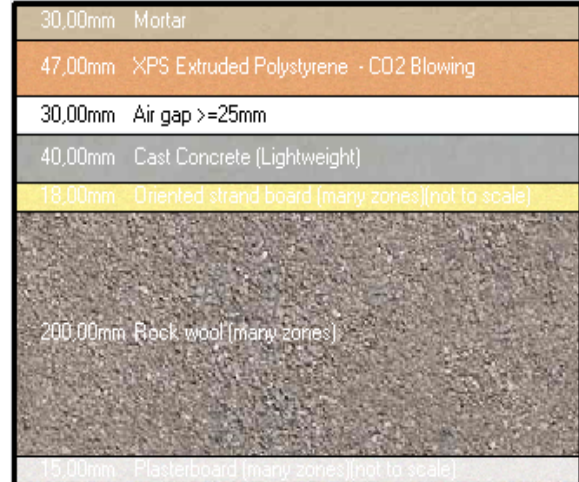 30,00mm Mortar
47,00mm XPS Extruded Polystyrene - CO2 Blowing
30,00mm Air gap >=25mm
40,00mm Cast Concrete (Lightweight)
18,00mm Oriented strand board (many zones)(not to scale)
200,00mm Rock wool (many zones)
15,00mm Plasterboard (many zones)(not to scale)